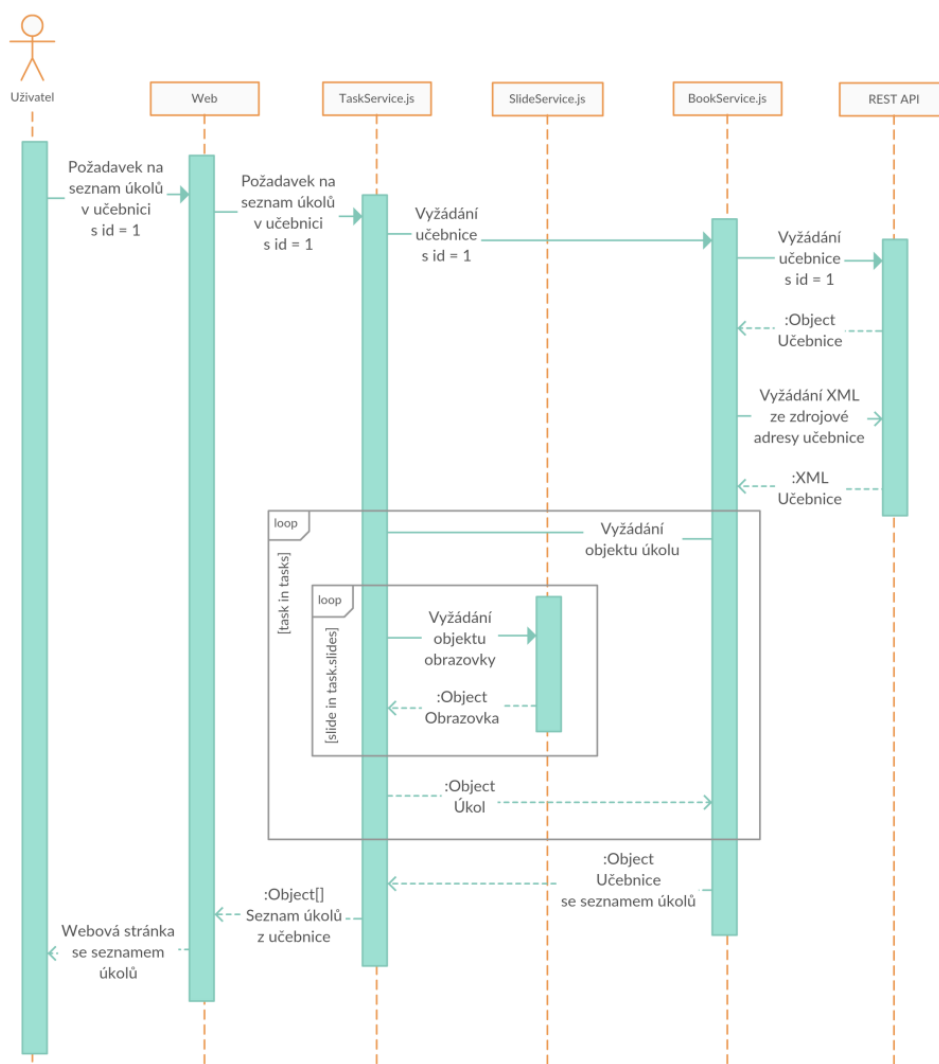 Uživatel
Web
TaskService.js
SlideService.js
BookService.js
REST API
Požadavek na
seznam úkolů
v učebnici
s id = 1
Požadavek na
seznam úkolů
v učebnici
s id = 1
Vyžádání
učebnice
s id = 1
Vyžádání
učebnice
s id = 1
:Object
Učebnice
Vyžádání XML
ze zdrojové
adresy učebnice
:XML
Učebnice
loop
[task in tasks]
Vyžádání
objektu úkolu
loop
[slide in task.slides]
Vyžádání
objektu
obrazovky
:Object
Obrazovka
:Object
Úkol
:Object
Učebnice
se seznamem úkolů
:Object[]
Seznam úkolů
z učebnice
Webová stránka
se seznamem
úkolů